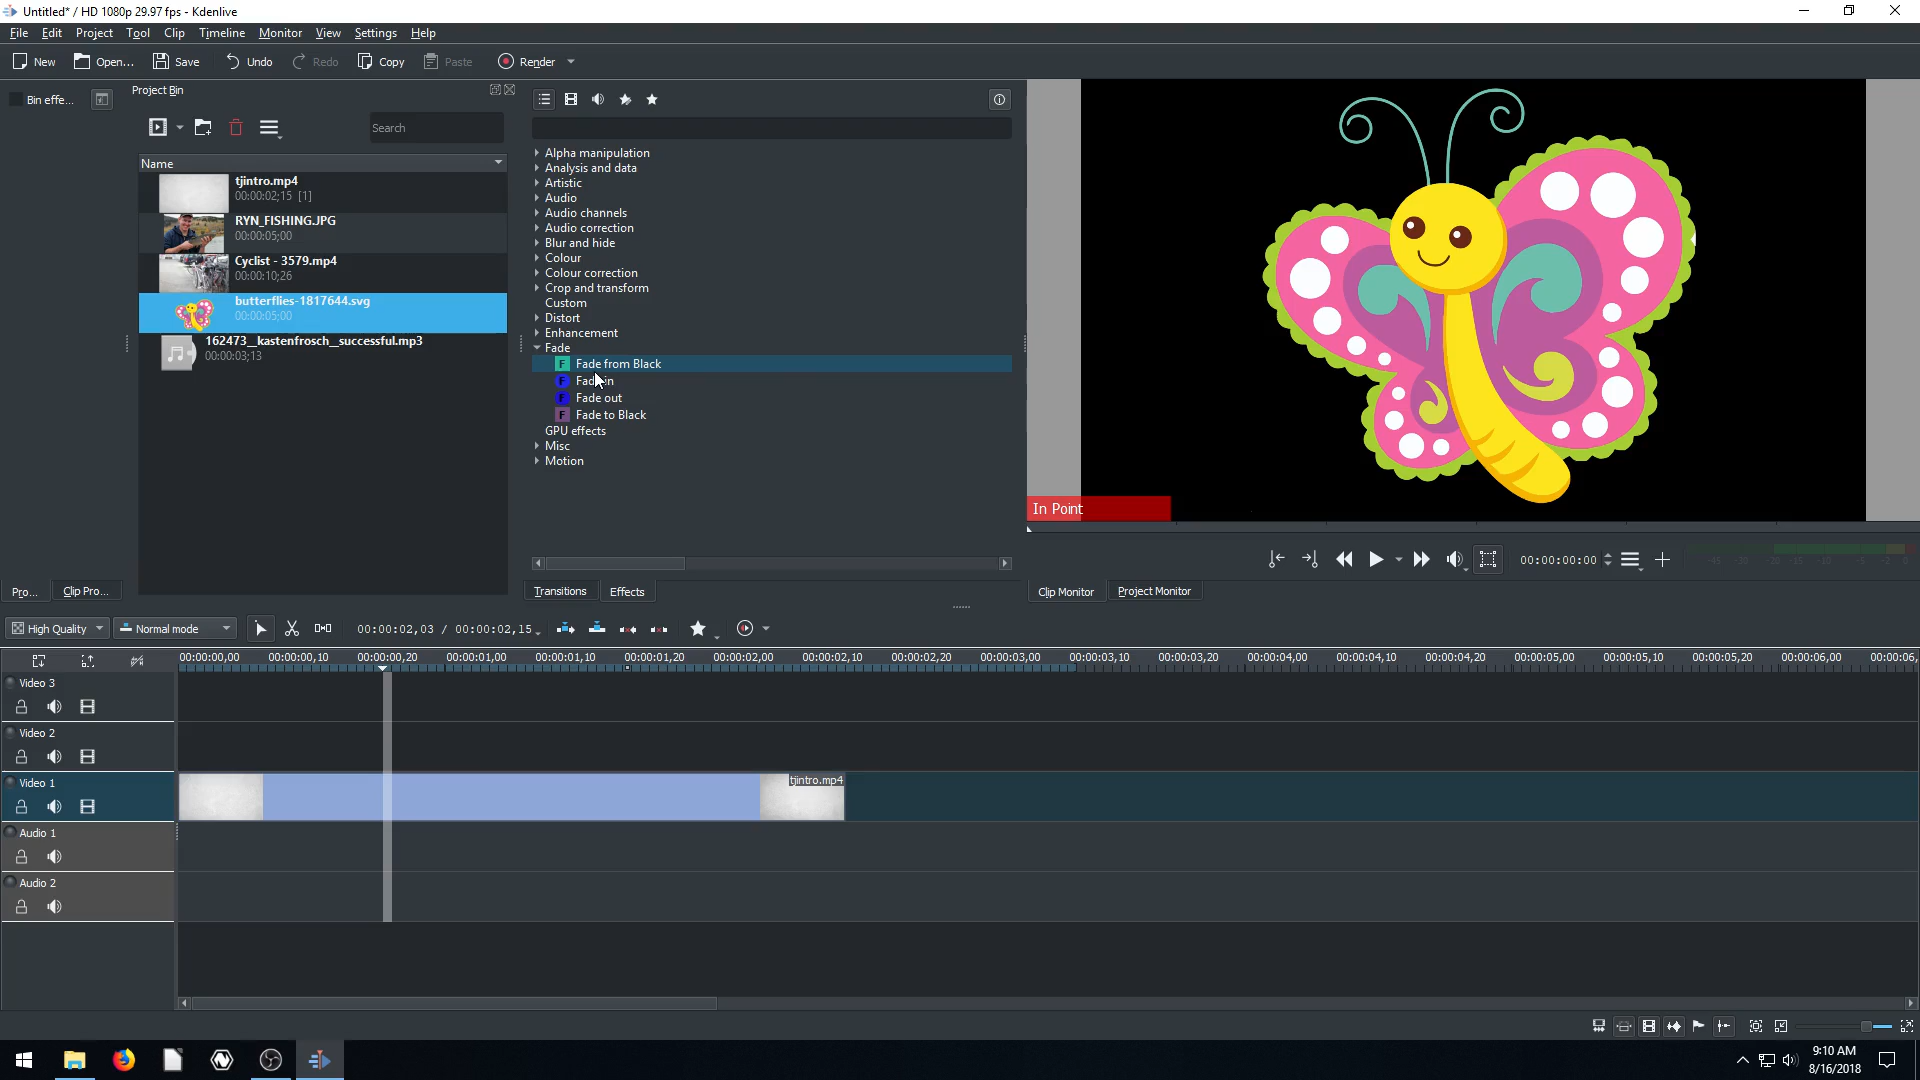 Untitled* / HD 1080p 29.97 fps - Kdenlive
File Edit Project Tool Clip Timeline Monitor View Settings Help
New Open... Save Undo Redo Copy Paste Render
Bin effe...
Project Bin
Search
Name
tjintro.mp4
00:00:02;15 [1]
RYN_FISHING.JPG
00:00:05;00
Cyclist - 3579.mp4
00:00:10;26
butterflies-1817644.svg
00:00:05;00
162473__kastenfrosch__successful.mp3
00:00:03;13
Pro... Clip Pro...
Alpha manipulation
Analysis and data
Artistic
Audio
Audio channels
Audio correction
Blur and hide
Colour
Colour correction
Crop and transform
Custom
Distort
Enhancement
Fade
F Fade from Black
F Fade in
F Fade out
F Fade to Black
GPU effects
Misc
Motion
Transitions Effects
In Point
00:00:00:00
Clip Monitor Project Monitor
High Quality Normal mode 00:00:02,03 / 00:00:02,15
00:00:00,00 00:00:00,10 00:00:00,20 00:00:01,00 00:00:01,10 00:00:01,20 00:00:02,00 00:00:02,10 00:00:02,20 00:00:03,00 00:00:03,10 00:00:03,20 00:00:04,00 00:00:04,10 00:00:04,20 00:00:05,00 00:00:05,10 00:00:05,20 00:00:06,00 00:00:06,
Video 3
Video 2
Video 1
tjintro.mp4
Audio 1
Audio 2
9:10 AM
8/16/2018